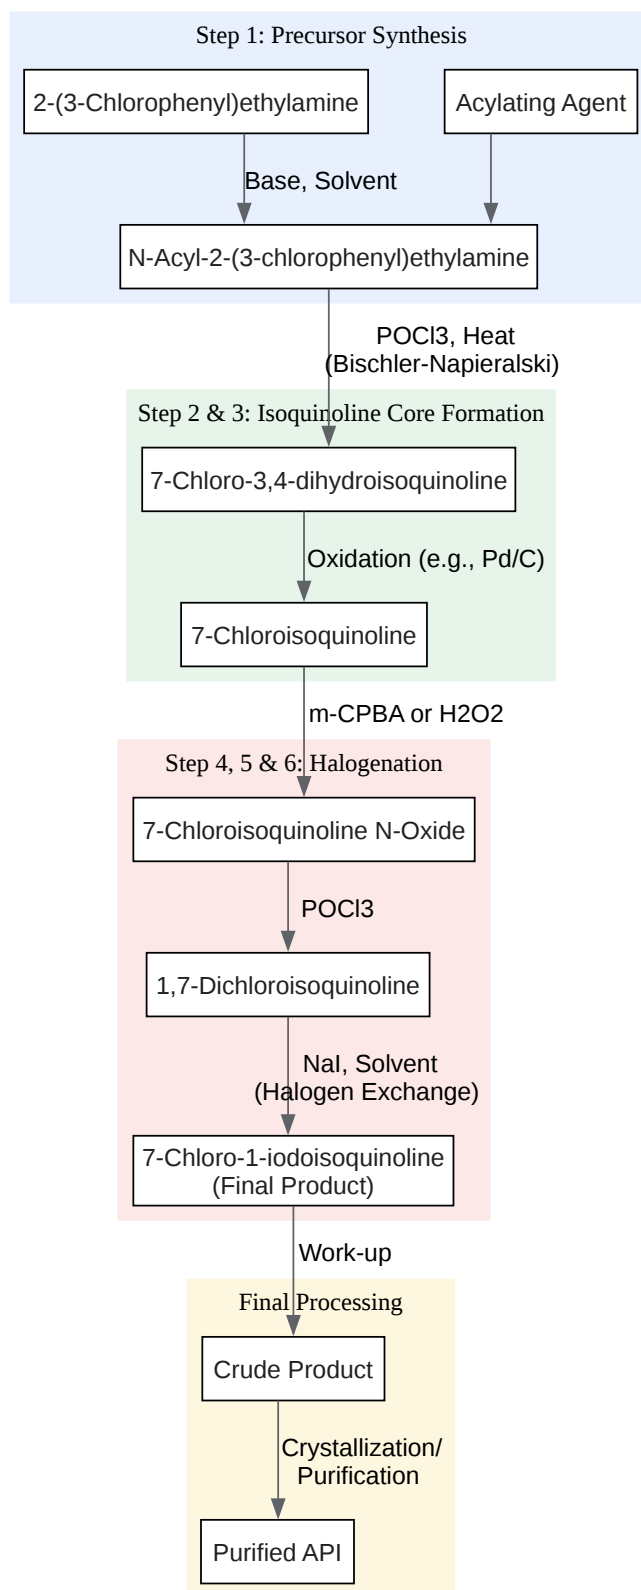 Step 1: Precursor Synthesis
2-(3-Chlorophenyl)ethylamine
Acylating Agent
Base, Solvent
N-Acyl-2-(3-chlorophenyl)ethylamine
POCl3, Heat
(Bischler-Napieralski)
Step 2 & 3: Isoquinoline Core Formation
7-Chloro-3,4-dihydroisoquinoline
Oxidation (e.g., Pd/C)
7-Chloroisoquinoline
m-CPBA or H2O2
Step 4, 5 & 6: Halogenation
7-Chloroisoquinoline N-Oxide
POCl3
1,7-Dichloroisoquinoline
NaI, Solvent
(Halogen Exchange)
7-Chloro-1-iodoisoquinoline
(Final Product)
Work-up
Final Processing
Crude Product
Crystallization/
Purification
Purified API